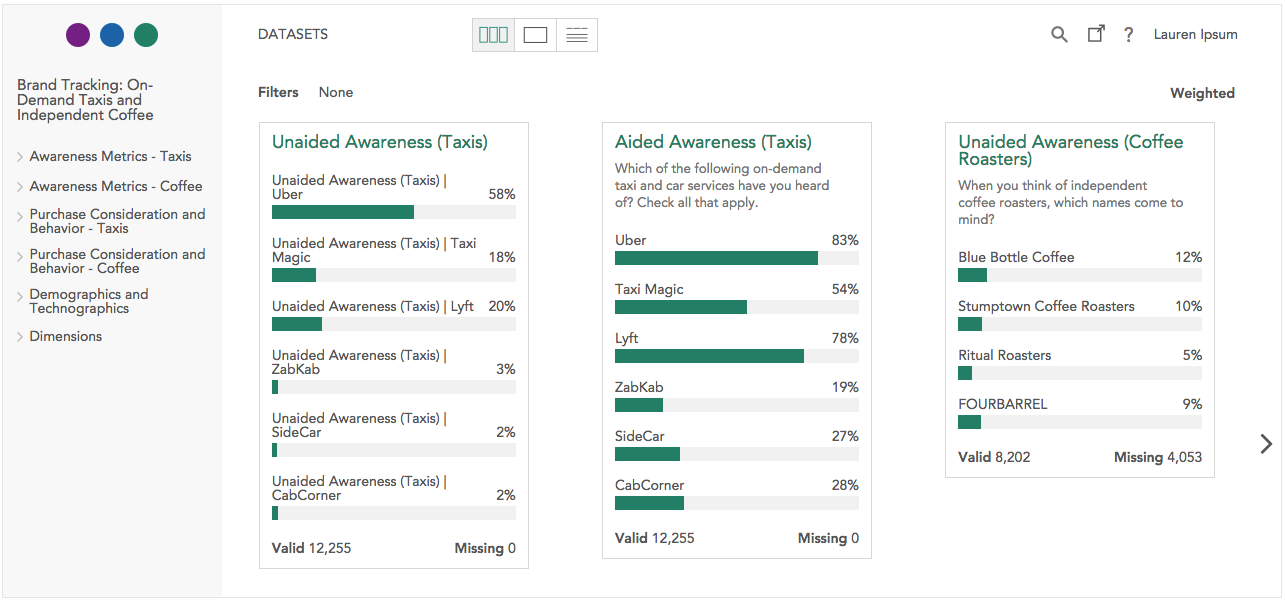 DATASETS
Lauren Ipsum
?
Brand Tracking: On-
Demand Taxis and
Independent Coffee
Awareness Metrics - Taxis
Awareness Metrics - Coffee
Purchase Consideration and
Behavior - Taxis
Purchase Consideration and
Behavior - Coffee
Demographics and
Technographics
Dimensions
Filters None
Weighted
Unaided Awareness (Taxis)
Unaided Awareness (Taxis) |
Uber 58%
Unaided Awareness (Taxis) | Taxi
Magic 18%
Unaided Awareness (Taxis) | Lyft 20%
Unaided Awareness (Taxis) |
ZabKab 3%
Unaided Awareness (Taxis) |
SideCar 2%
Unaided Awareness (Taxis) |
CabCorner 2%
Valid 12,255 Missing 0
Aided Awareness (Taxis)
Which of the following on-demand
taxi and car services have you heard
of? Check all that apply.
Uber 83%
Taxi Magic 54%
Lyft 78%
ZabKab 19%
SideCar 27%
CabCorner 28%
Valid 12,255 Missing 0
Unaided Awareness (Coffee
Roasters)
When you think of independent
coffee roasters, which names come to
mind?
Blue Bottle Coffee 12%
Stumptown Coffee Roasters 10%
Ritual Roasters 5%
FOURBARREL 9%
Valid 8,202 Missing 4,053